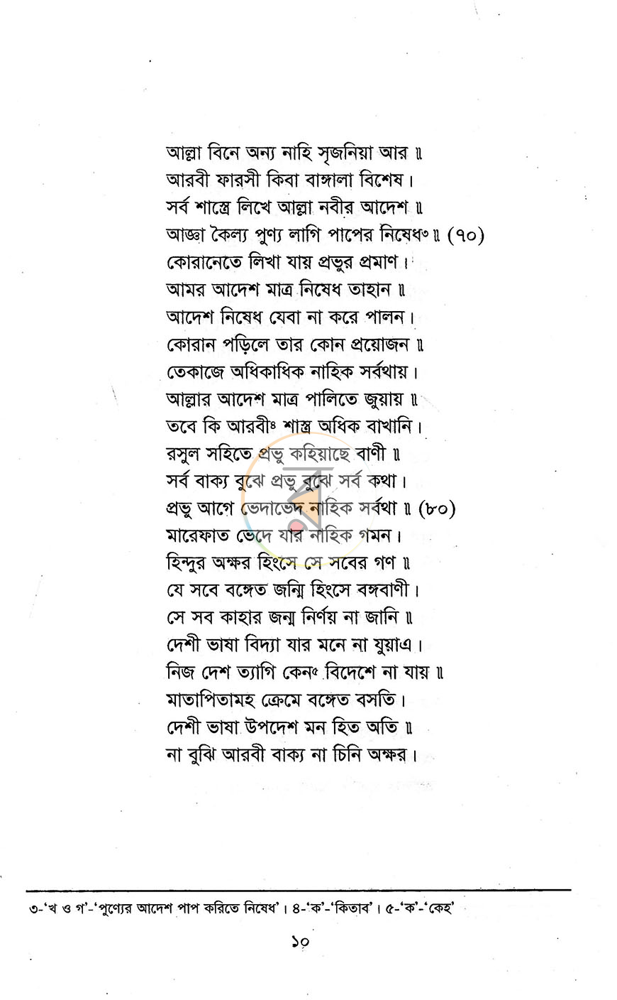 আল্লা বিনে অন্য নাহি সৃজনিয়া আর ॥
আরবী ফারসী কিবা বাঙ্গালা বিশেষ।
সর্ব শাস্ত্রে লিখে আল্লা নবীর আদেশ ॥
আজ্ঞা কৈল্য পুণ্য লাগি পাপের নিষেধ৩॥ (৭০)
কোরানেতে লিখা যায় প্রভুর প্রমাণ।
আমর আদেশ মাত্র নিষেধ তাহান ॥
আদেশ নিষেধ যেবা না করে পালন।
কোরান পড়িলে তার কোন প্রয়োজন ॥
তেকাজে অধিকাধিক নাহিক সর্বথায়।
আল্লার আদেশ মাত্র পালিতে জুয়ায় ॥
তবে কি আরবী৪ শাস্ত্র অধিক বাখানি।
রসুল সহিতে প্রভু কহিয়াছে বাণী ॥
সর্ব বাক্য বুঝে প্রভু বুঝে সর্ব কথা।
প্রভু আগে ভেদাভেদ নাহিক সর্বথা ॥ (৮০)
মারেফাত ভেদে যার নাহিক গমন।
হিন্দুর অক্ষর হিংসে সে সবের গণ ॥
যে সবে বঙ্গেত জন্মি হিংসে বঙ্গবাণী।
সে সব কাহার জন্ম নির্ণয় না জানি ॥
দেশী ভাষা বিদ্যা যার মনে না যুয়াএ।
নিজ দেশ ত্যাগি কেন৫ বিদেশে না যায় ॥
মাতাপিতামহ ক্রেমে বঙ্গেত বসতি।
দেশী ভাষা উপদেশ মন হিত অতি ॥
না বুঝি আরবী বাক্য না চিনি অক্ষর।
৩-‘খ ও গ’-‘পুণ্যের আদেশ পাপ করিতে নিষেধ’। ৪-‘ক’-‘কিতাব’। ৫-‘ক’-‘কেহ’
১০